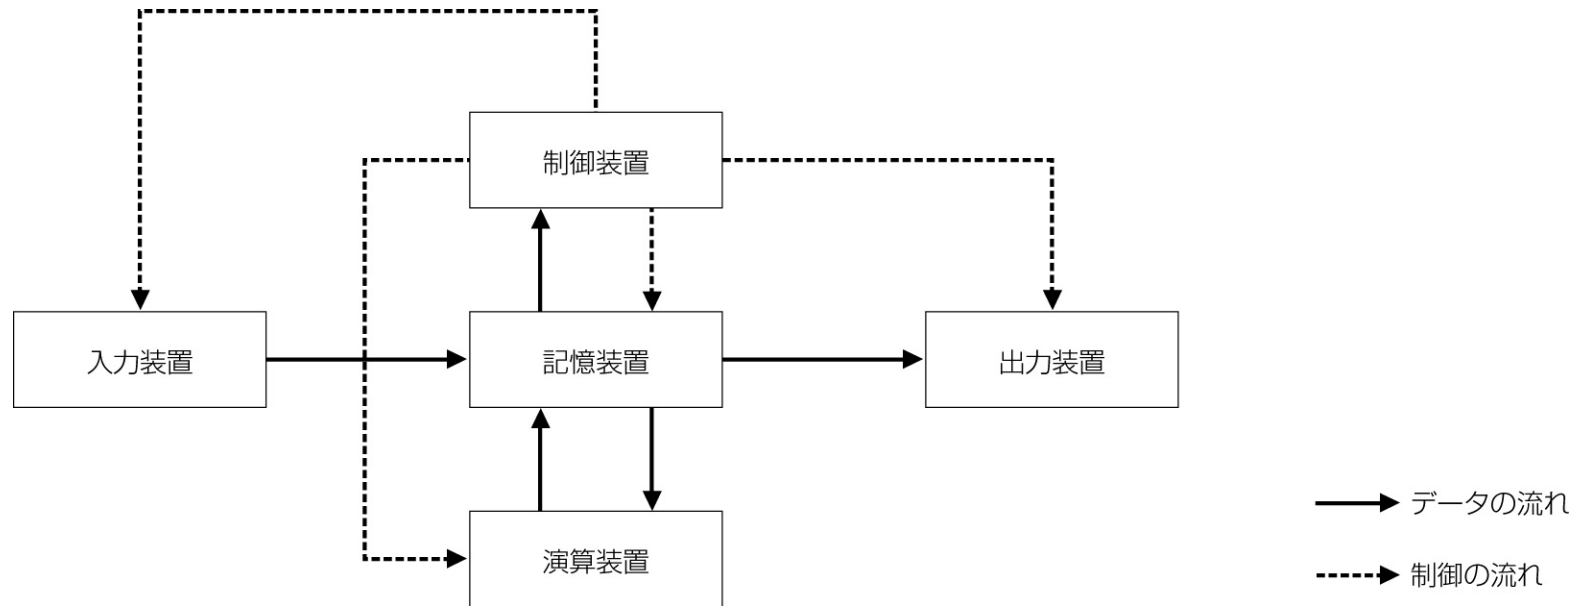 制御装置
入力装置
記憶装置
出力装置
演算装置
データの流れ
制御の流れ